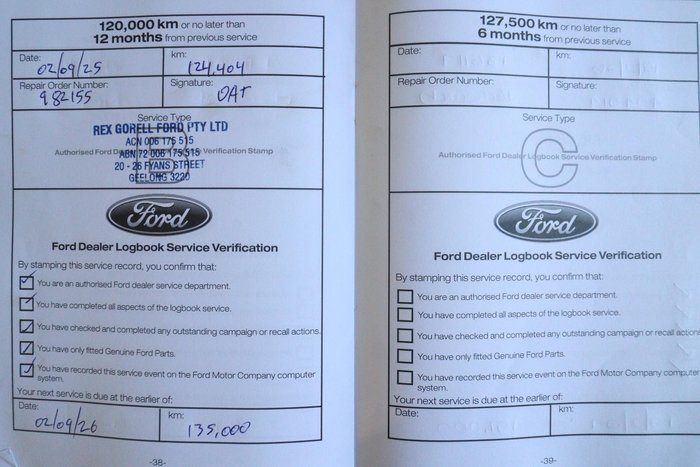 120,000 km or no later than
12 months from previous service
Date: 02/09/25
km: 124,404
Repair Order Number: 982155
Signature: OAT
Service Type
REX GORELL FORD PTY LTD
ACN 006 175 515
Authorised Ford Dealer Logbook Service Verification Stamp
ABN 72 006 175 515
20 - 26 FYANS STREET
GEELONG 3220
Ford
Ford Dealer Logbook Service Verification
By stamping this service record, you confirm that:
You are an authorised Ford dealer service department.
You have completed all aspects of the logbook service.
You have checked and completed any outstanding campaign or recall actions.
You have only fitted Genuine Ford Parts.
You have recorded this service event on the Ford Motor Company computer
system.
Your next service is due at the earlier of:
Date: 02/09/26
km: 135,000
-38-
127,500 km or no later than
6 months from previous service
Date:
km:
Repair Order Number:
Signature:
Service Type
C
Authorised Ford Dealer Logbook Service Verification Stamp
Ford
Ford Dealer Logbook Service Verification
By stamping this service record, you confirm that:
You are an authorised Ford dealer service department.
You have completed all aspects of the logbook service.
You have checked and completed any outstanding campaign or recall actions
You have only fitted Genuine Ford Parts.
You have recorded this service event on the Ford Motor Company computer
system.
Your next service is due at the earlier of:
Date:
km:
-39-